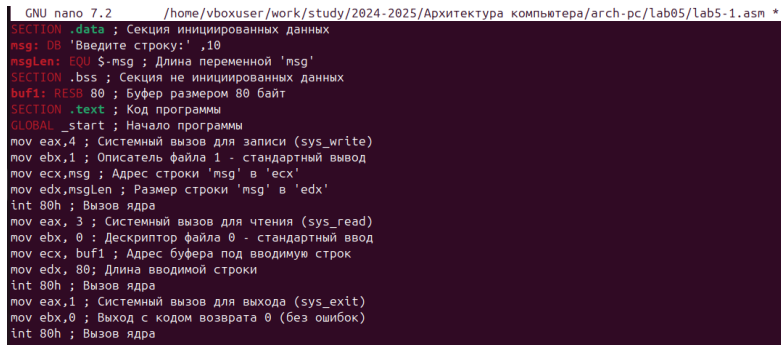 GNU nano 7.2 /home/vboxuser/work/study/2024-2025/Архитектура компьютера/arch-pc/lab05/lab5-1.asm *
SECTION .data ; Секция инициированных данных
msg: DB 'Введите строку:' ,10
msgLen: EQU $-msg ; Длина переменной 'msg'
SECTION .bss ; Секция не инициированных данных
buf1: RESB 80 ; Буфер размером 80 байт
SECTION .text ; Код программы
GLOBAL _start ; Начало программы
mov eax,4 ; Системный вызов для записи (sys_write)
mov ebx,1 ; Описатель файла 1 - стандартный вывод
mov ecx,msg ; Адрес строки 'msg' в 'ecx'
mov edx,msgLen ; Размер строки 'msg' в 'edx'
int 80h ; Вызов ядра
mov eax, 3 ; Системный вызов для чтения (sys_read)
mov ebx, 0 : Дескриптор файла 0 - стандартный ввод
mov ecx, buf1 ; Адрес буфера под вводимую строк
mov edx, 80; Длина вводимой строки
int 80h ; Вызов ядра
mov eax,1 ; Системный вызов для выхода (sys_exit)
mov ebx,0 ; Выход с кодом возврата 0 (без ошибок)
int 80h ; Вызов ядра